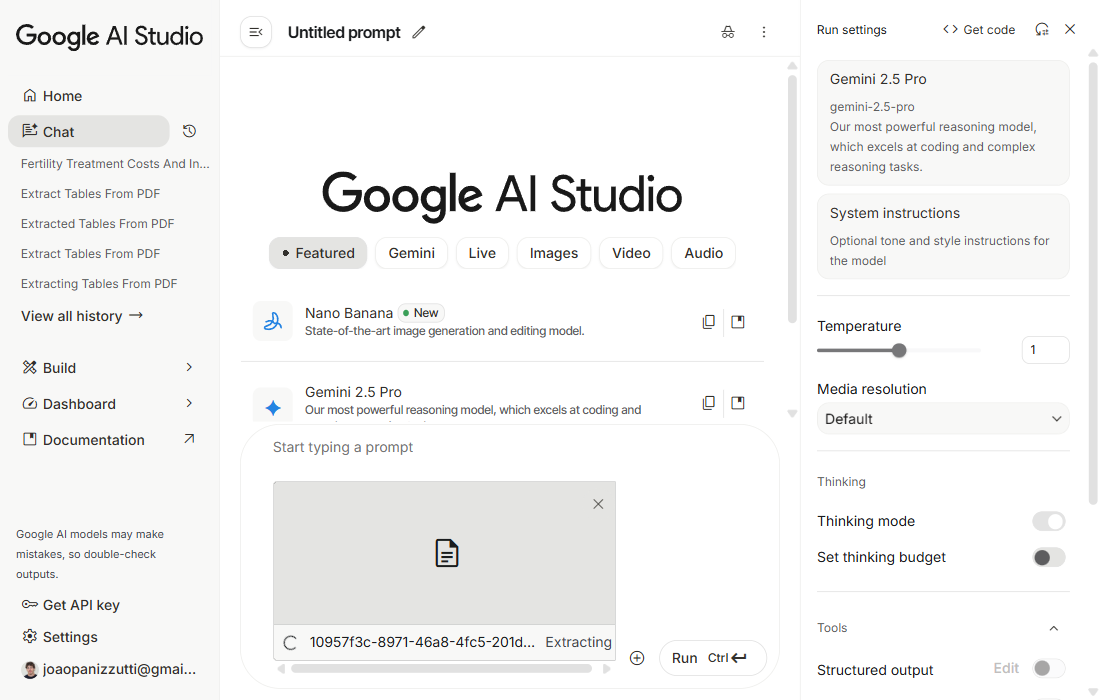 Google AI Studio
Home
Chat
Fertility Treatment Costs And In...
Extract Tables From PDF
Extracted Tables From PDF
Extract Tables From PDF
Extracting Tables From PDF
View all history
Build
Dashboard
Documentation
Google AI models may make
mistakes, so double-check
outputs.
Get API key
Settings
joaopanizzutti@gmai...
Untitled prompt
Google AI Studio
Featured
Gemini
Live
Images
Video
Audio
Nano Banana New
State-of-the-art image generation and editing model.
Gemini 2.5 Pro
Our most powerful reasoning model, which excels at coding and
Start typing a prompt
10957f3c-8971-46a8-4fc5-201d... Extracting
Run Ctrl
Run settings
Get code
Gemini 2.5 Pro
gemini-2.5-pro
Our most powerful reasoning model,
which excels at coding and complex
reasoning tasks.
System instructions
Optional tone and style instructions for
the model
Temperature
1
Media resolution
Default
Thinking
Thinking mode
Set thinking budget
Tools
Structured output Edit